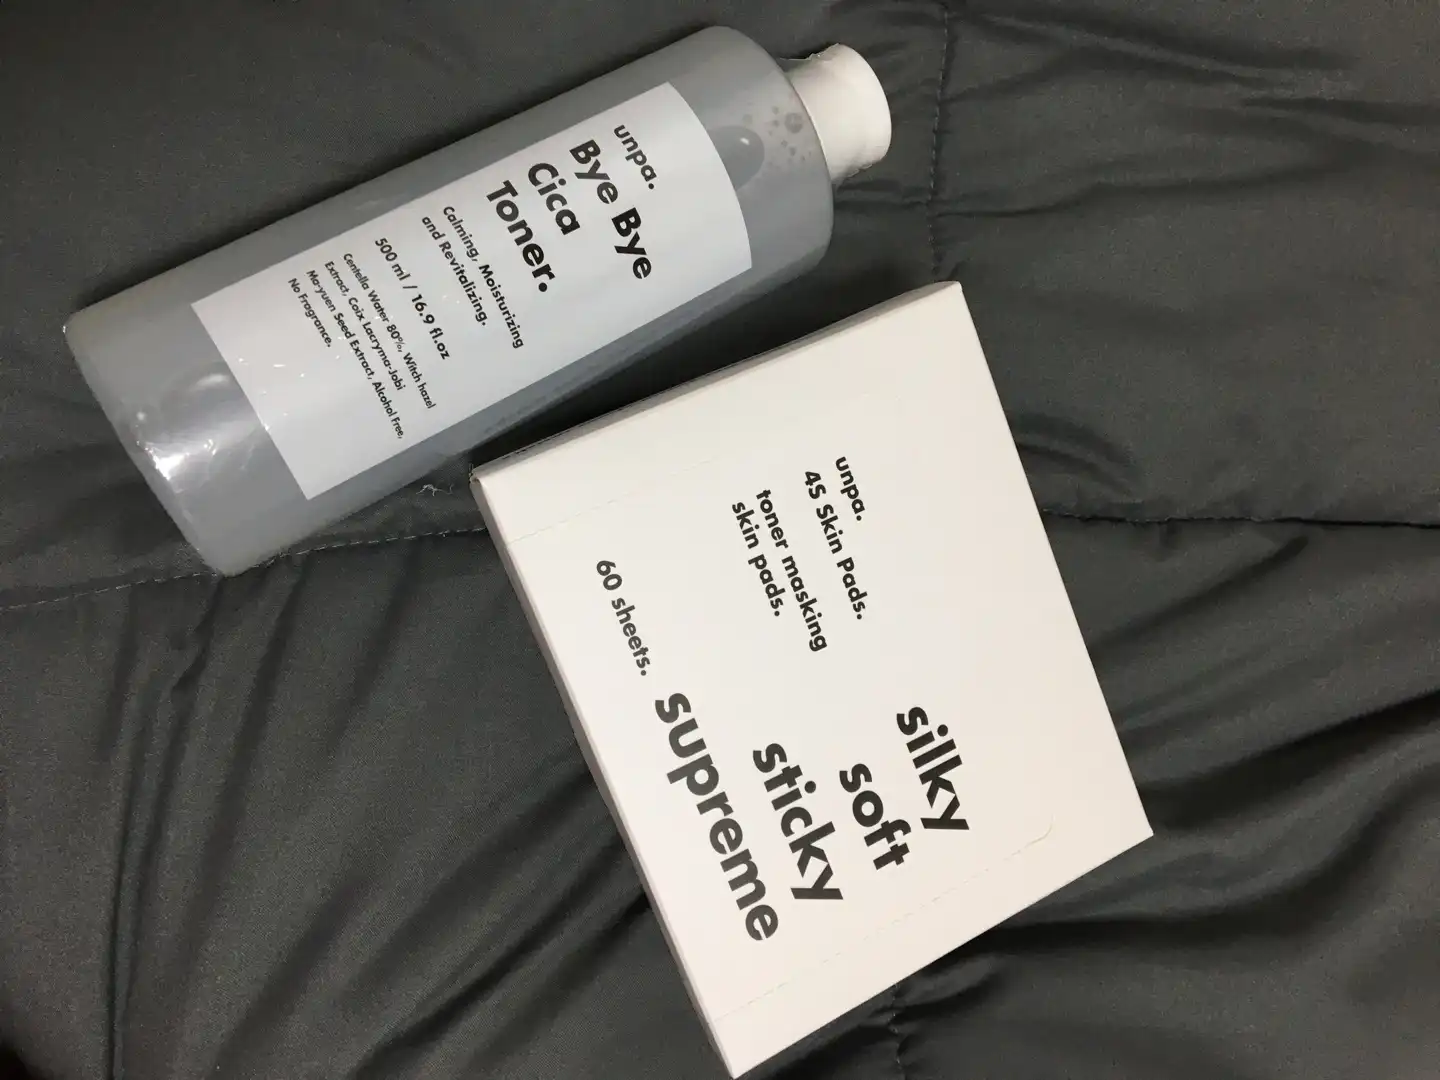 unpa.
Bye Bye
Cica
Toner.
Calming, Moisturizing
and Revitalizing.
500 ml / 16.9 fl.oz
Centella Water 80%, Witch hazel
Extract, Coix Lacryma-Jobi
Ma-yuen Seed Extract, Alcohol Free,
No Fragrance.
unpa.
4S Skin Pads.
toner masking
skin pads.
60 sheets.
silky
soft
sticky
supreme